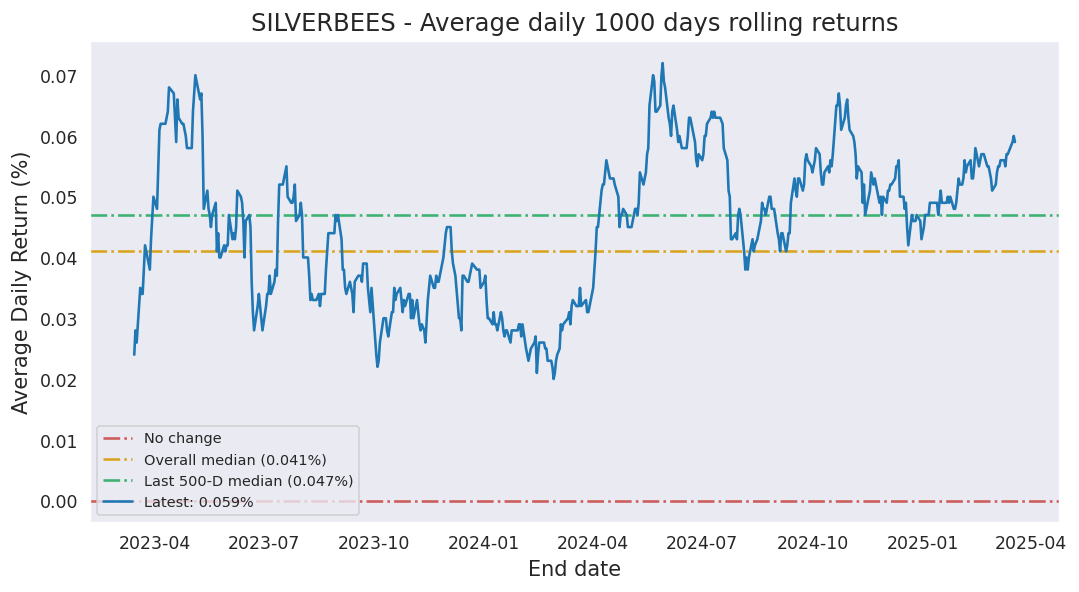 SILVERBEES - Average daily 1000 days rolling returns
Average Daily Return (%)
0.07
0.06
0.05
0.04
0.03
0.02
0.01
0.00
No change
Overall median (0.041%)
Last 500-D median (0.047%)
Latest: 0.059%
2023-04 2023-07 2023-10 2024-01 2024-04 2024-07 2024-10 2025-01 2025-04
End date